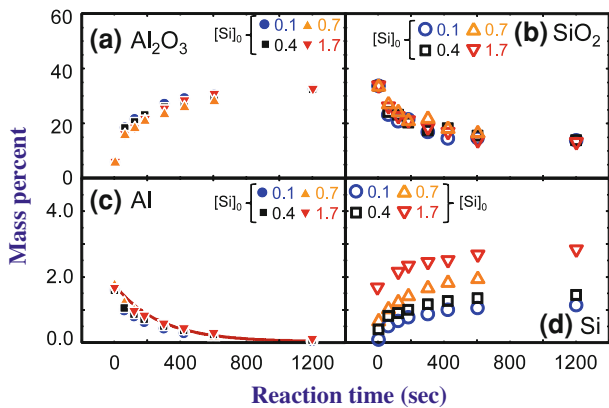 60
40
20
0
(a) Al2O3
[Si]0
0.1 0.7
0.4 1.7
(b) SiO2
[Si]0
0.1 0.7
0.4 1.7
Mass percent
4.0
2.0
0.0
(c) Al
[Si]0
0.1 0.7
0.4 1.7
0.1 0.7
0.4 1.7
[Si]0
(d) Si
0 400 800 1200 0 400 800 1200
Reaction time (sec)